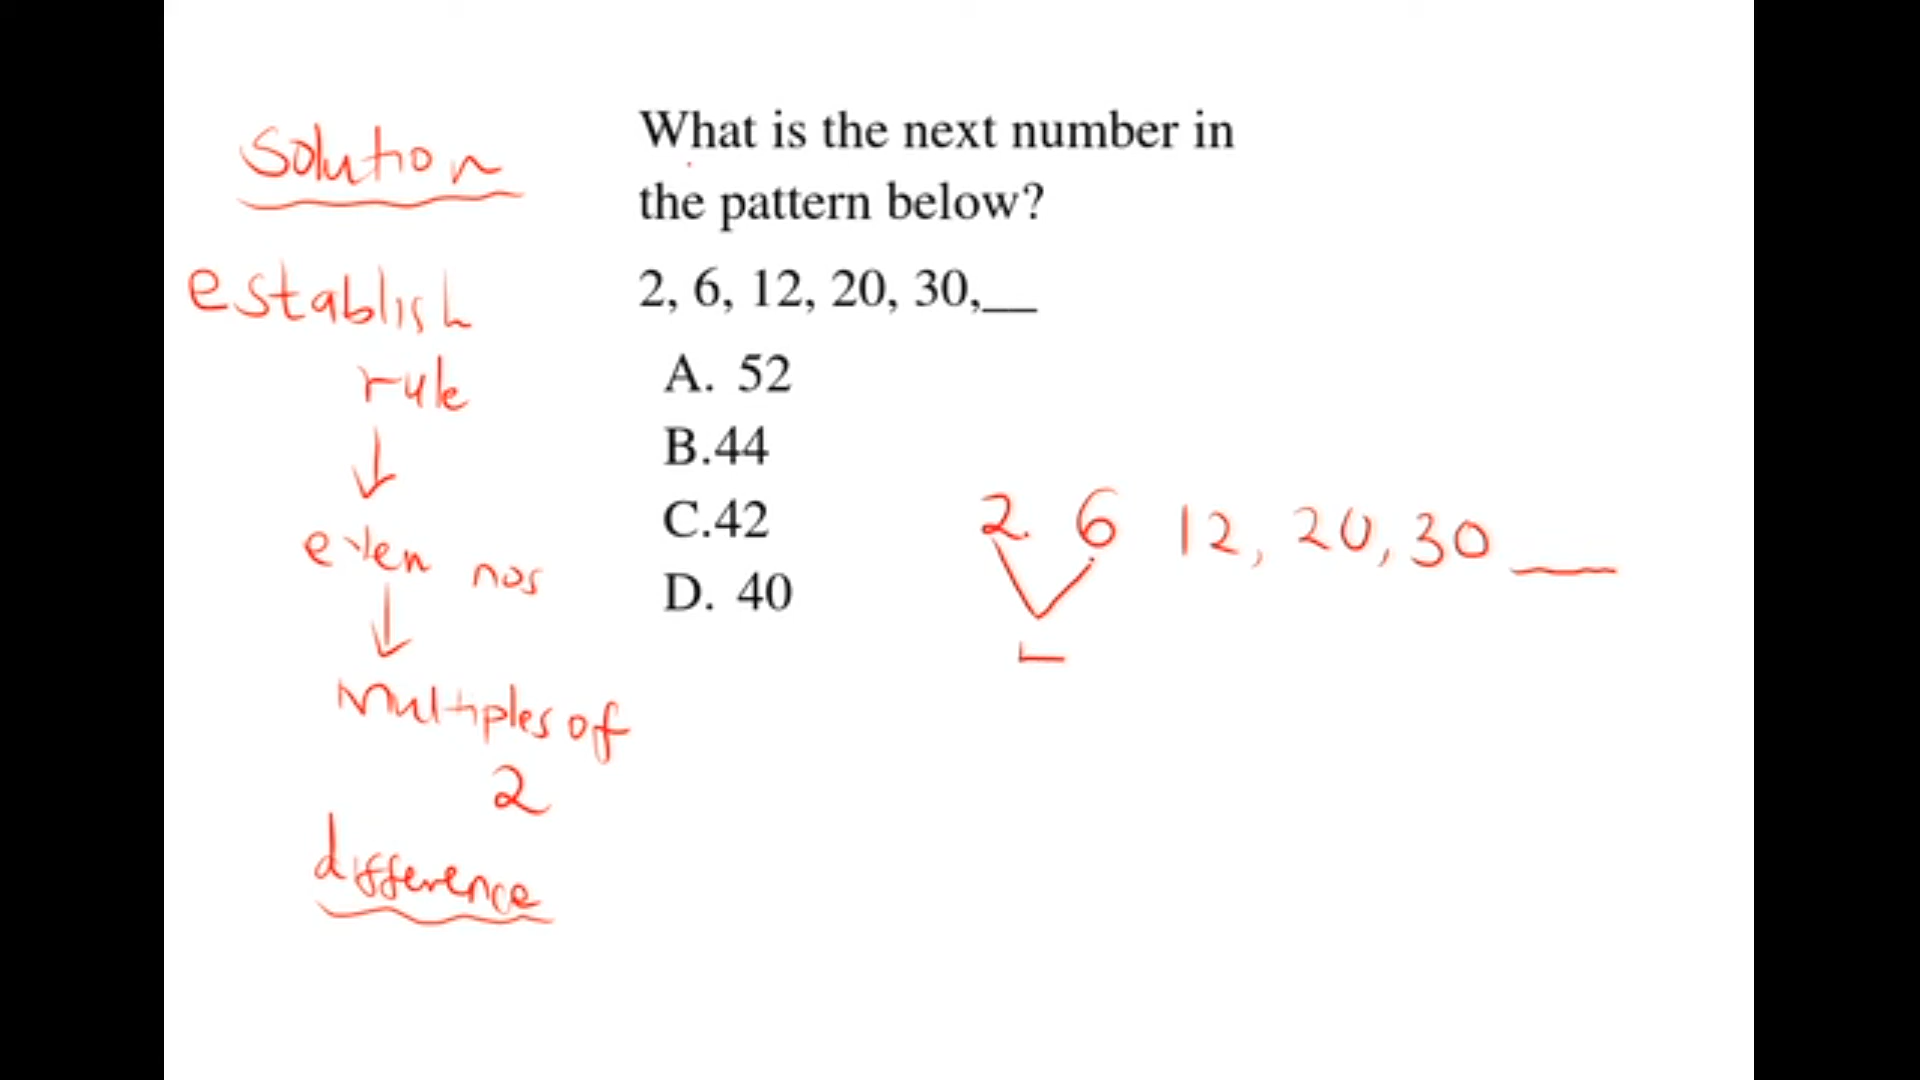 Solution
establish
rule
even nos
Multiples of
2
difference
What is the next number in
the pattern below?
2, 6, 12, 20, 30,__
A. 52
B.44
C.42
D. 40
2 6 12, 20, 30 __